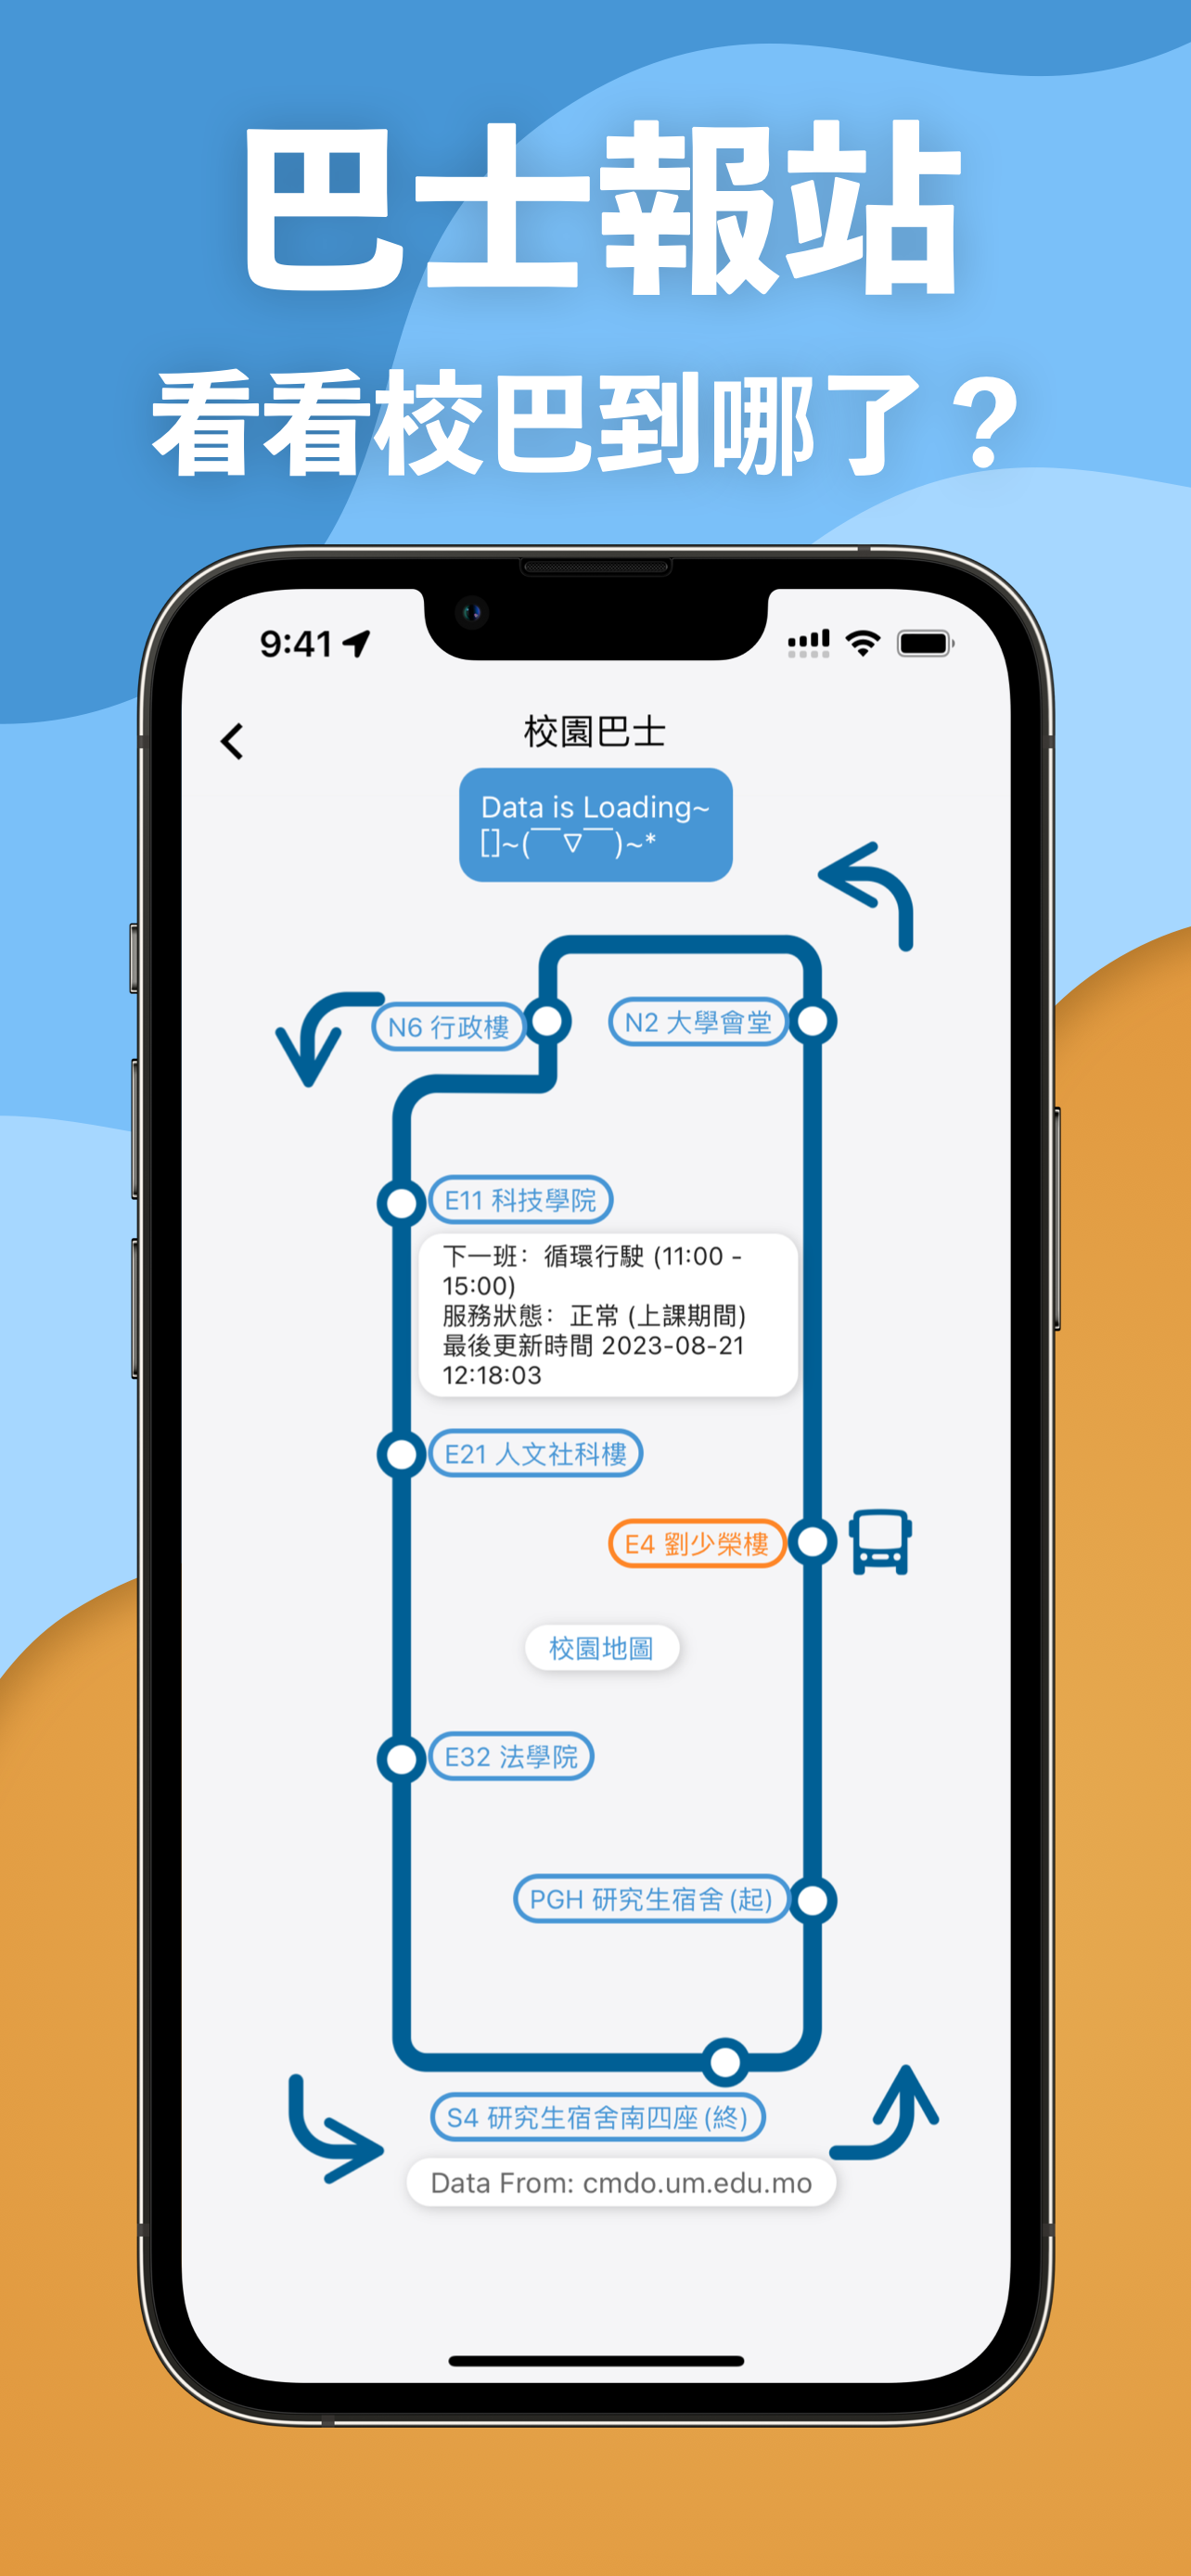 巴士報站
看看校巴到哪了？
9:41
校園巴士
Data is Loading~
[]~(￣▽￣)~*
N6 行政樓
N2 大學會堂
E11 科技學院
下一班：循環行駛 (11:00 -
15:00)
服務狀態：正常 (上課期間)
最後更新時間 2023-08-21
12:18:03
E21 人文社科樓
E4 劉少榮樓
校園地圖
E32 法學院
PGH 研究生宿舍 (起)
S4 研究生宿舍南四座 (終)
Data From: cmdo.um.edu.mo